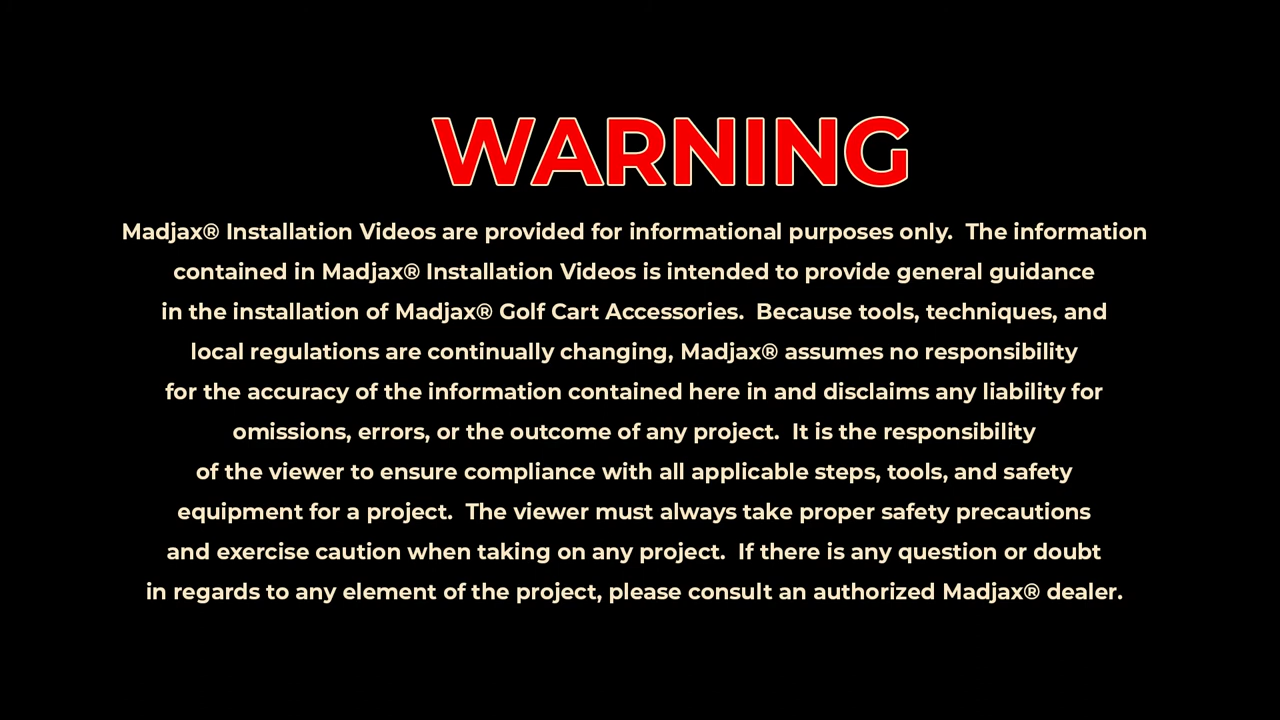 WARNING
Madjax® Installation Videos are provided for informational purposes only.  The information
contained in Madjax® Installation Videos is intended to provide general guidance
in the installation of Madjax® Golf Cart Accessories.  Because tools, techniques, and
local regulations are continually changing, Madjax® assumes no responsibility
for the accuracy of the information contained here in and disclaims any liability for
omissions, errors, or the outcome of any project.  It is the responsibility
of the viewer to ensure compliance with all applicable steps, tools, and safety
equipment for a project.  The viewer must always take proper safety precautions
and exercise caution when taking on any project.  If there is any question or doubt
in regards to any element of the project, please consult an authorized Madjax® dealer.